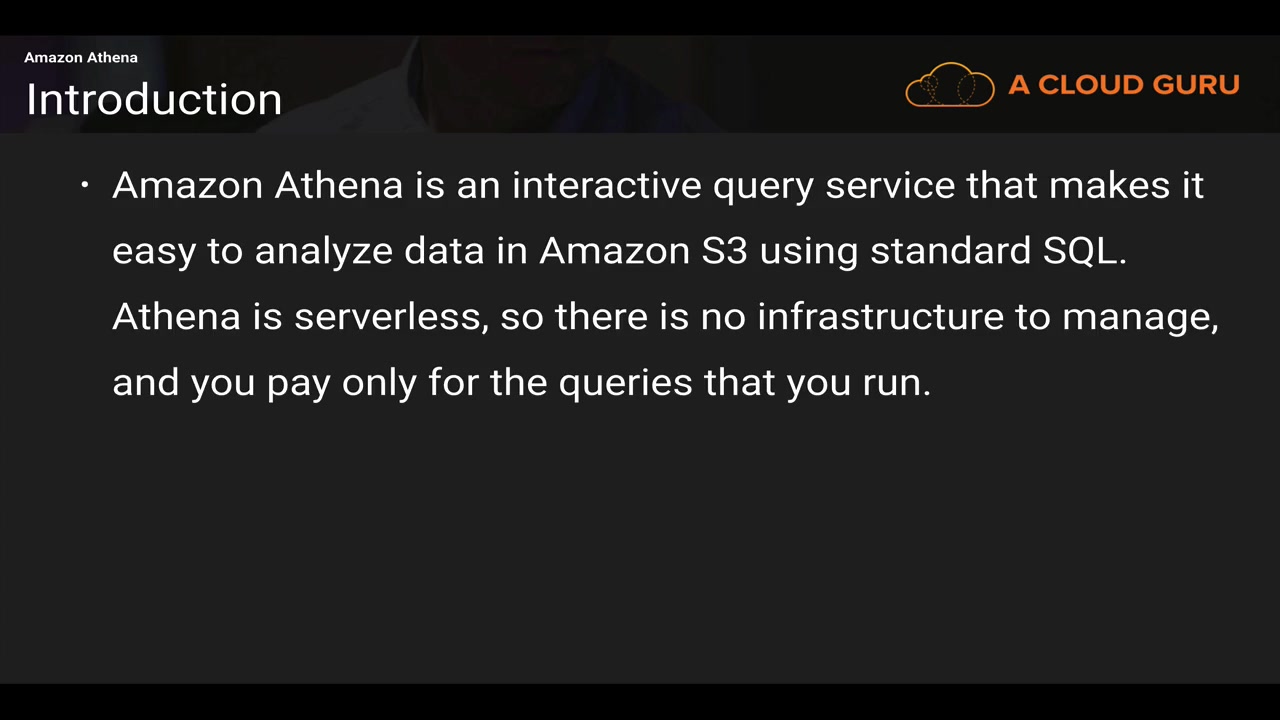 Amazon Athena
Introduction
A CLOUD GURU
• Amazon Athena is an interactive query service that makes it
easy to analyze data in Amazon S3 using standard SQL.
Athena is serverless, so there is no infrastructure to manage,
and you pay only for the queries that you run.